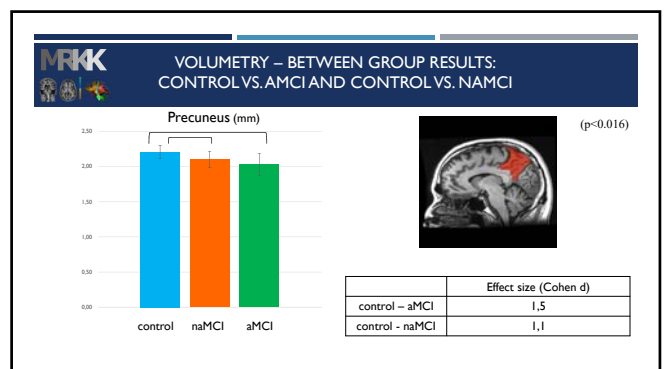 MRKK
VOLUMETRY – BETWEEN GROUP RESULTS:
CONTROL VS. AMCI AND CONTROL VS. NAMCI
Precuneus (mm)
2,50
2,00
1,50
1,00
0,50
0,00
control naMCI aMCI
(p<0.016)
Effect size (Cohen d)
control – aMCI 1,5
control - naMCI 1,1